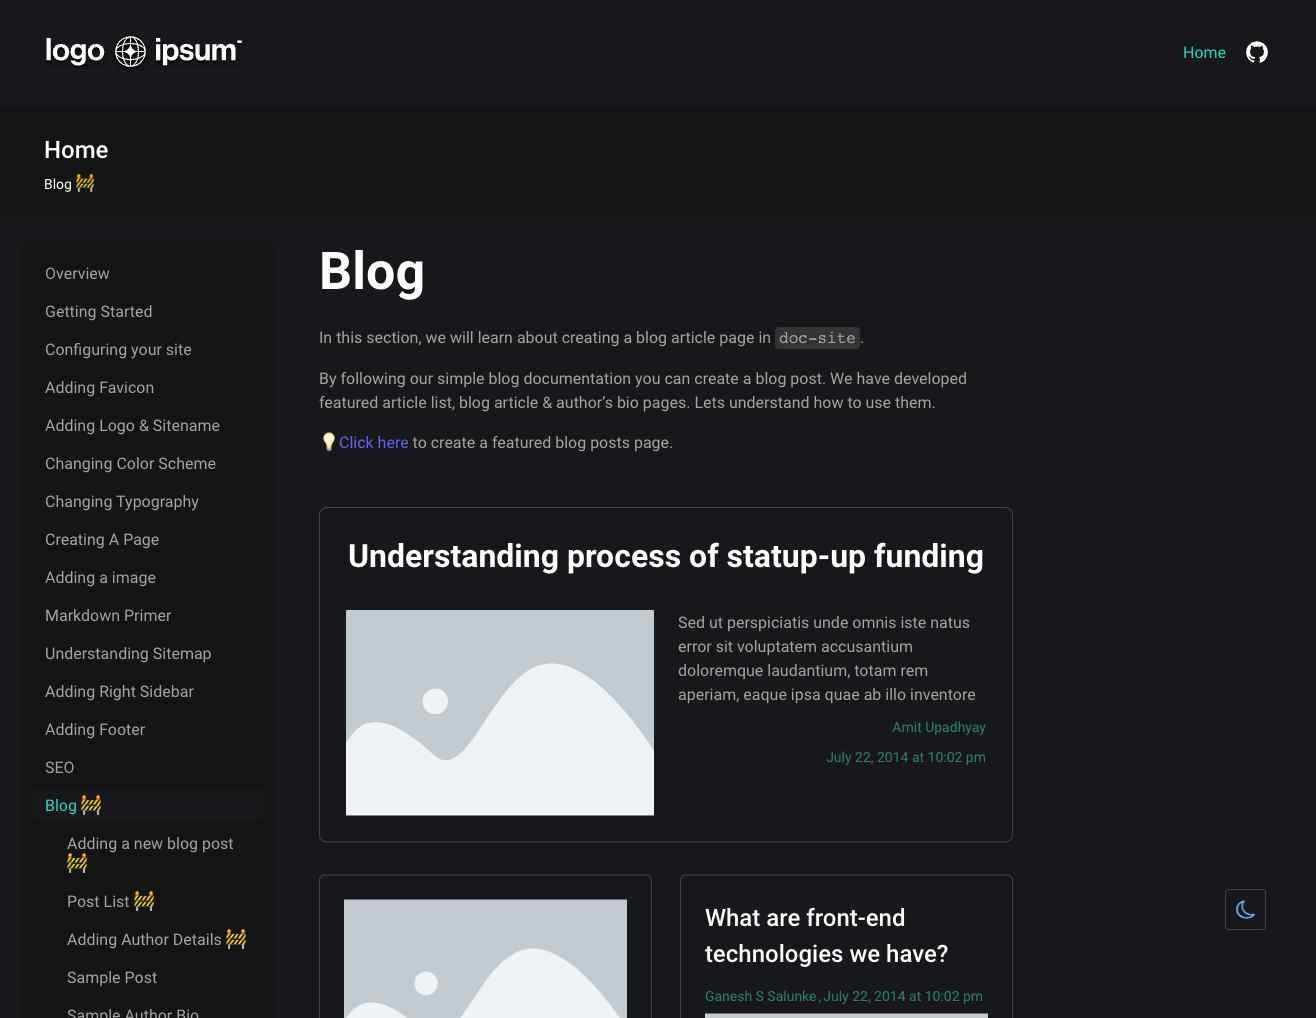 logo ipsum
Home
Home
Blog 🚧
Overview
Getting Started
Configuring your site
Adding Favicon
Adding Logo & Sitename
Changing Color Scheme
Changing Typography
Creating A Page
Adding a image
Markdown Primer
Understanding Sitemap
Adding Right Sidebar
Adding Footer
SEO
Blog 🚧
Adding a new blog post
🚧
Post List 🚧
Adding Author Details 🚧
Sample Post
Sample Author Bio
Blog
In this section, we will learn about creating a blog article page in doc-site.
By following our simple blog documentation you can create a blog post. We have developed
featured article list, blog article & author's bio pages. Lets understand how to use them.
💡Click here to create a featured blog posts page.
Understanding process of statup-up funding
Sed ut perspiciatis unde omnis iste natus
error sit voluptatem accusantium
doloremque laudantium, totam rem
aperiam, eaque ipsa quae ab illo inventore
Amit Upadhyay
July 22, 2014 at 10:02 pm
What are front-end
technologies we have?
Ganesh S Salunke , July 22, 2014 at 10:02 pm